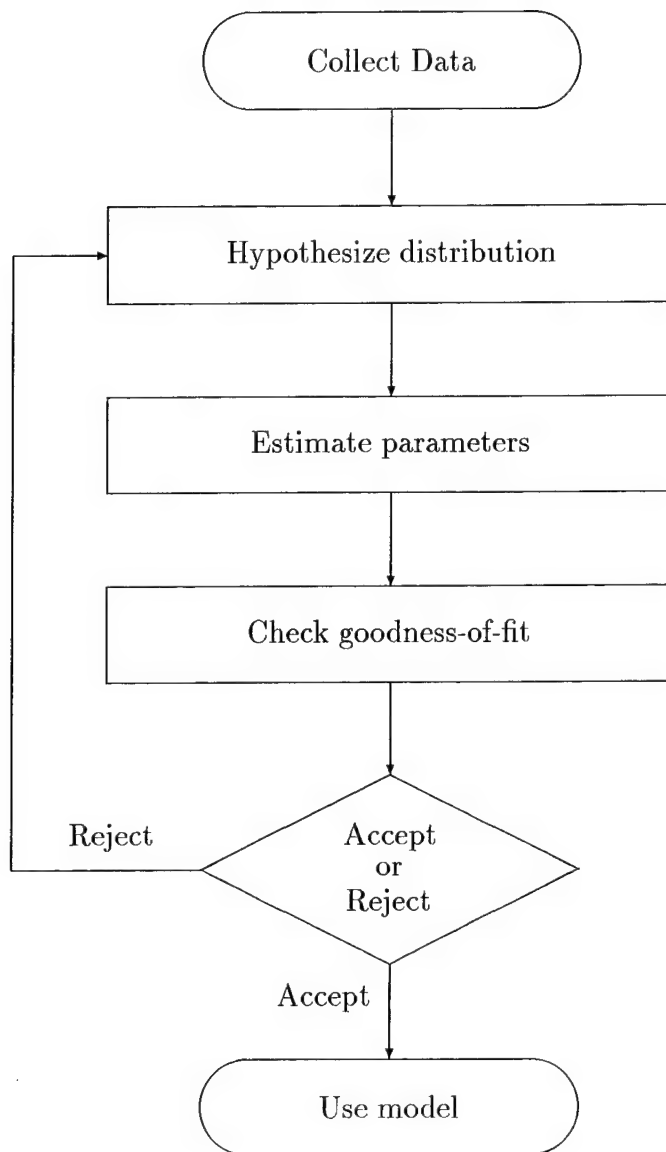 Collect Data
Hypothesize distribution
Estimate parameters
Check goodness-of-fit
Reject
Accept
or
Reject
Accept
Use model